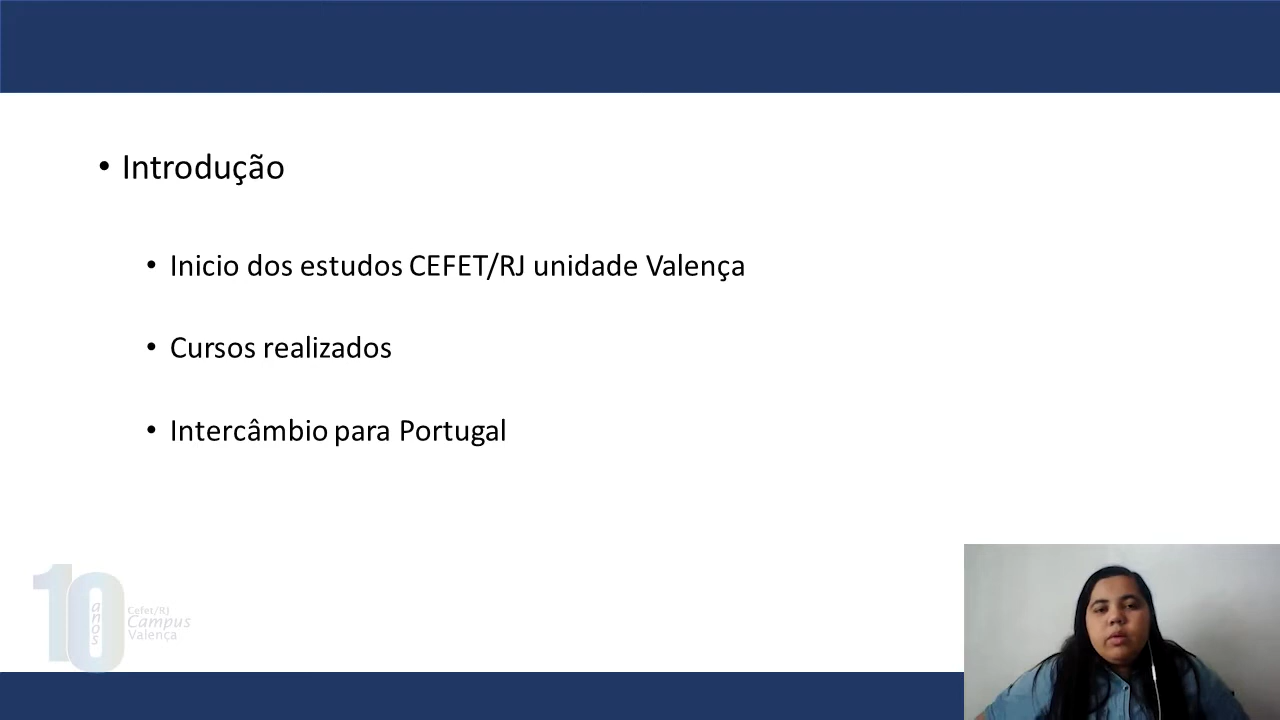 • Introdução
• Inicio dos estudos CEFET/RJ unidade Valença
• Cursos realizados
• Intercâmbio para Portugal
10
anos
Cefet/RJ
Campus
Valença